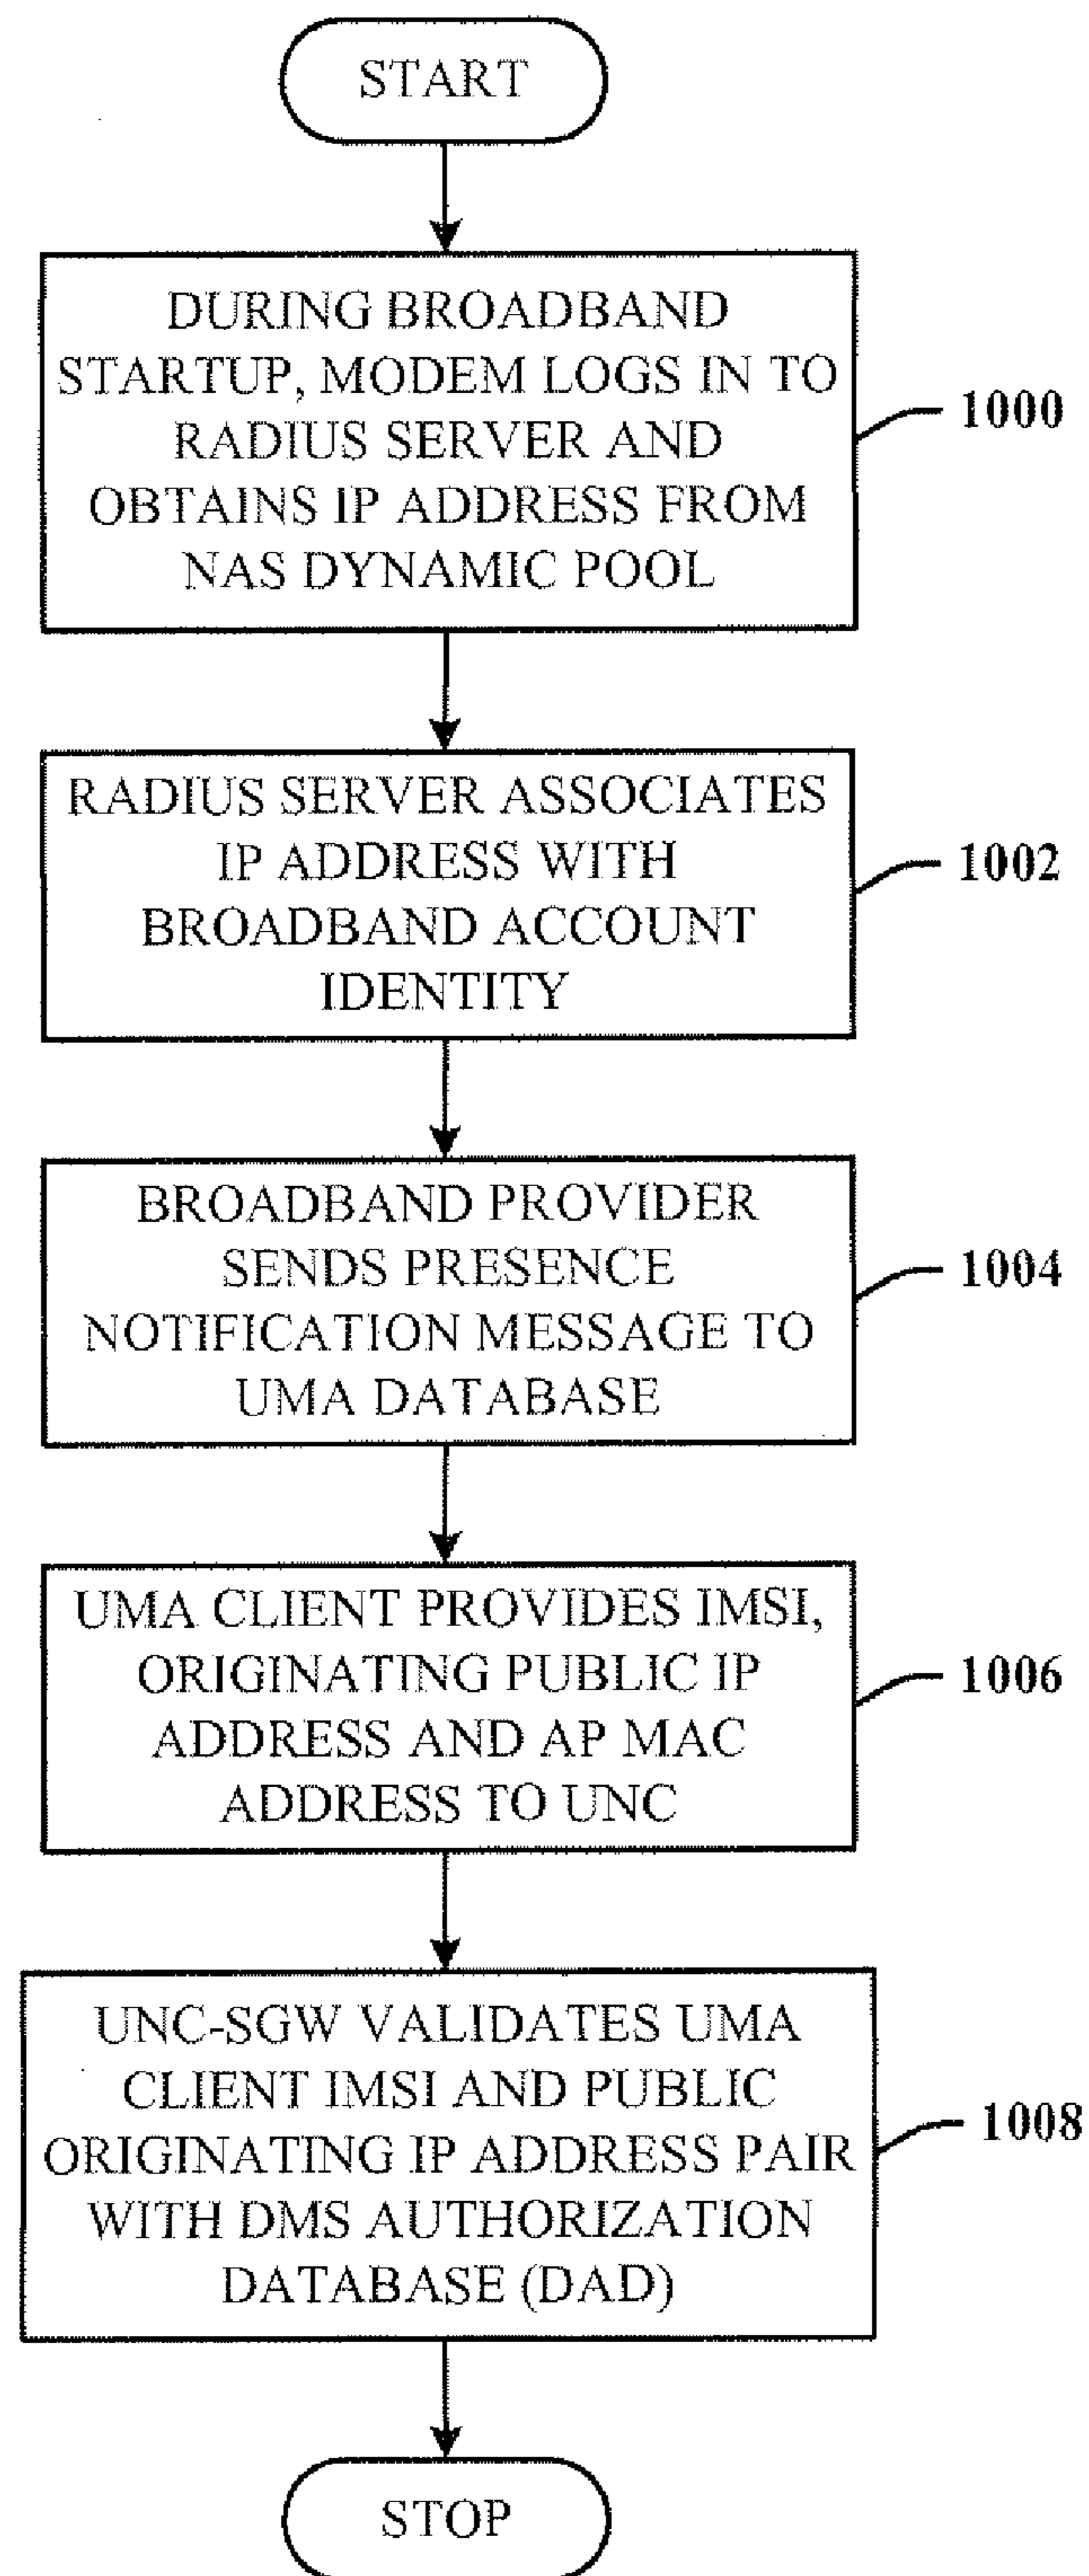 START
DURING BROADBAND
STARTUP, MODEM LOGS IN TO
RADIUS SERVER AND
OBTAINS IP ADDRESS FROM
NAS DYNAMIC POOL
1000
RADIUS SERVER ASSOCIATES
IP ADDRESS WITH
BROADBAND ACCOUNT
IDENTITY
1002
BROADBAND PROVIDER
SENDS PRESENCE
NOTIFICATION MESSAGE TO
UMA DATABASE
1004
UMA CLIENT PROVIDES IMSI,
ORIGINATING PUBLIC IP
ADDRESS AND AP MAC
ADDRESS TO UNC
1006
UNC-SGW VALIDATES UMA
CLIENT IMSI AND PUBLIC
ORIGINATING IP ADDRESS PAIR
WITH DMS AUTHORIZATION
DATABASE (DAD)
1008
STOP